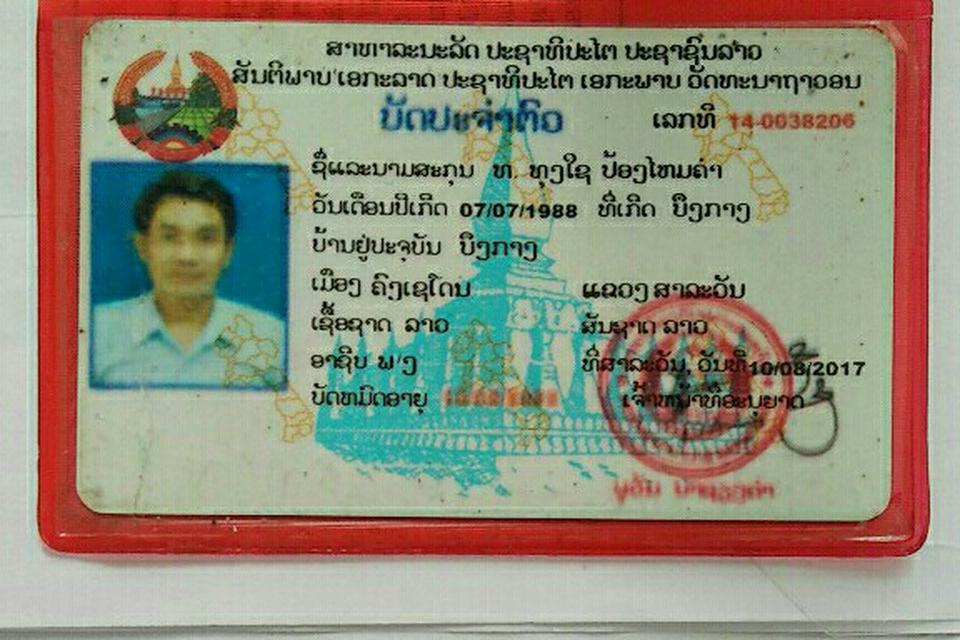 ສາທາລະນະລັດ ປະຊາທິປະໄຕ ປະຊາຊົນລາວ
ສັນຕິພາບ ເອກະລາດ ປະຊາທິປະໄຕ ເອກະພາບ ວັດທະນາຖາວອນ
ບັດປະຈຳຕົວ ເລກທີ 14-0038206
ຊື່ແລະນາມສະກຸນ ທ. ທຸງໃຊ ປ້ອງໄຫມຄຳ
ວັນເດືອນປີເກີດ 07/07/1988 ທີ່ເກີດ ບຶງກາງ
ບ້ານຢູ່ປະຈຸບັນ ບຶງກາງ
ເມືອງ ຄົງເຊໂດນ ແຂວງ ສາລະວັນ
ເຊື້ອຊາດ ລາວ ສັນຊາດ ລາວ
ອາຊີບ ທີ່ສາລະວັນ, ວັນທີ 10/08/2017
ບັດຫມົດອາຍຸ ເຈົ້າຫນ້າທີ່ອະນຸຍາດ